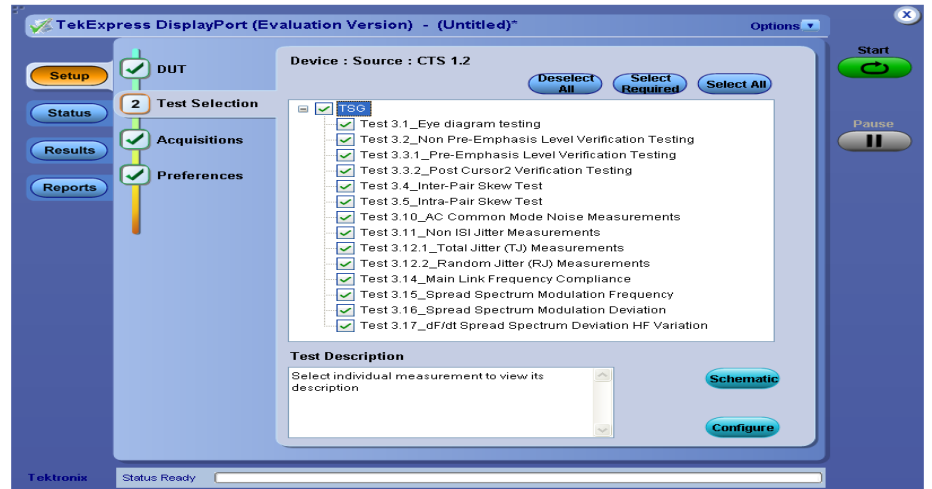 TekExpress DisplayPort (Evaluation Version) - (Untitled)*
Options
Start
Setup
DUT
Device : Source : CTS 1.2
Deselect All
Select Required
Select All
2 Test Selection
TSG
Status
Test 3.1_Eye diagram testing
Pause
Test 3.2_Non Pre-Emphasis Level Verification Testing
Acquisitions
Results
Test 3.3.1_Pre-Emphasis Level Verification Testing
Test 3.3.2_Post Cursor2 Verification Testing
Preferences
Reports
Test 3.4_Inter-Pair Skew Test
Test 3.5_Intra-Pair Skew Test
Test 3.10_AC Common Mode Noise Measurements
Test 3.11_Non ISI Jitter Measurements
Test 3.12.1_Total Jitter (TJ) Measurements
Test 3.12.2_Random Jitter (RJ) Measurements
Test 3.14_Main Link Frequency Compliance
Test 3.15_Spread Spectrum Modulation Frequency
Test 3.16_Spread Spectrum Modulation Deviation
Test 3.17_dF/dt Spread Spectrum Deviation HF Variation
Test Description
Select individual measurement to view its
description
Schematic
Configure
Tektronix
Status Ready